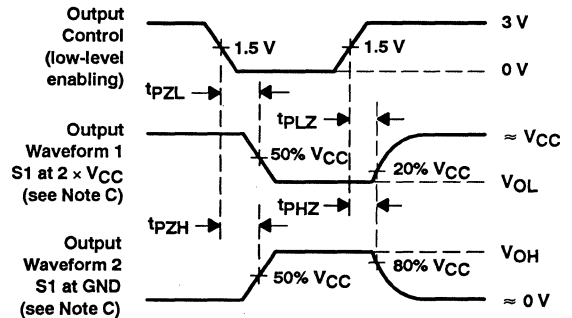 Output
Control
(low-level
enabling)
1.5 V
1.5 V
3 V
0 V
tPZL
tPLZ
Output
Waveform 1
S1 at 2 × VCC
(see Note C)
50% VCC
20% VCC
≈ VCC
VOL
tPZH
tPHZ
Output
Waveform 2
S1 at GND
(see Note C)
50% VCC
80% VCC
VOH
≈ 0 V